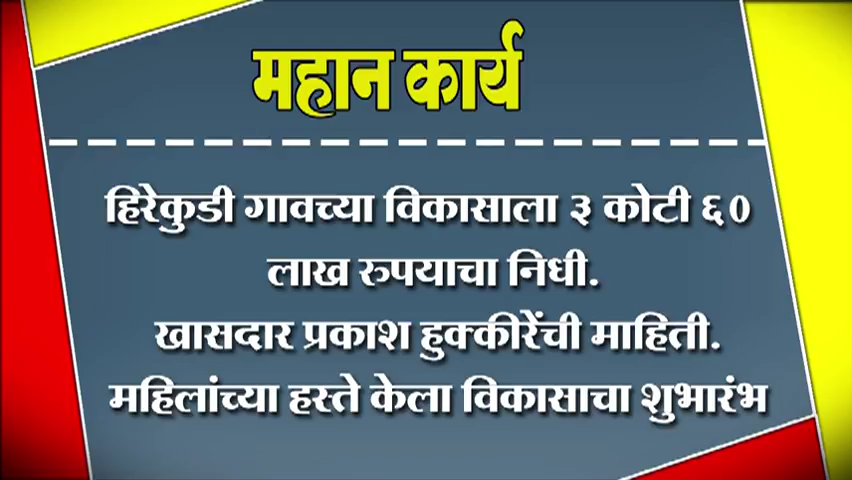 महान कार्य
हिरेकुडी गावच्या विकासाला ३ कोटी ६०
लाख रुपयाचा निधी.
खासदार प्रकाश हुक्कीरेंची माहिती.
महिलांच्या हस्ते केला विकासाचा शुभारंभ